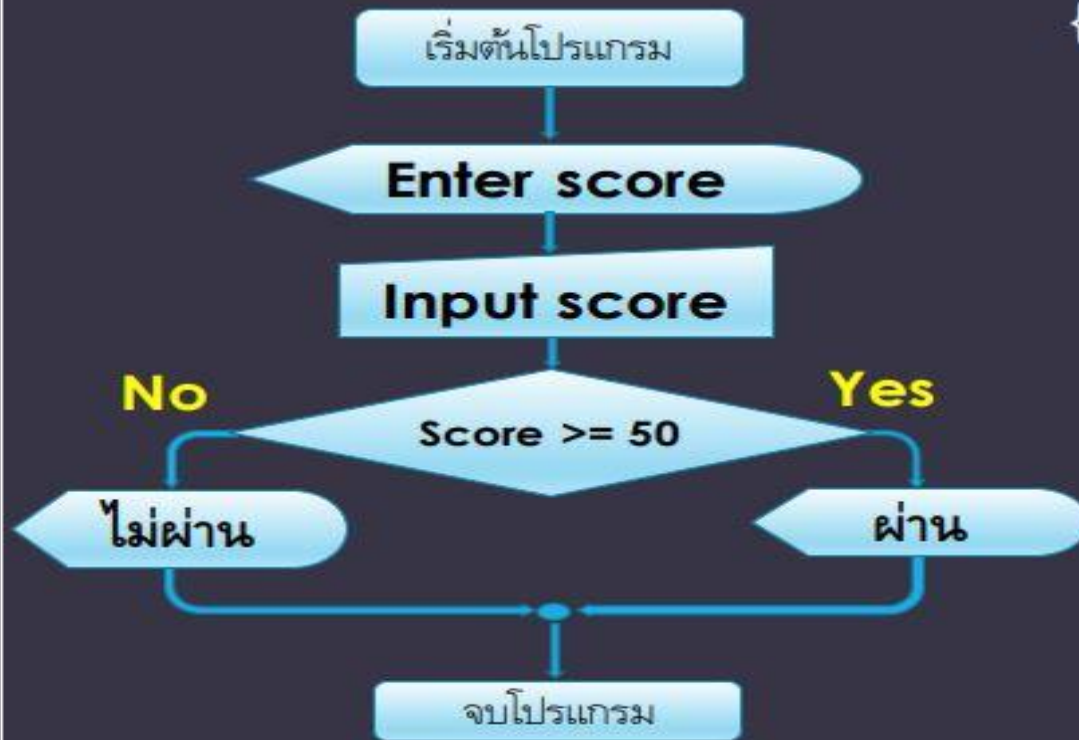 เริ่มต้นโปรแกรม
Enter score
Input score
No
Yes
Score >= 50
ไม่ผ่าน
ผ่าน
จบโปรแกรม